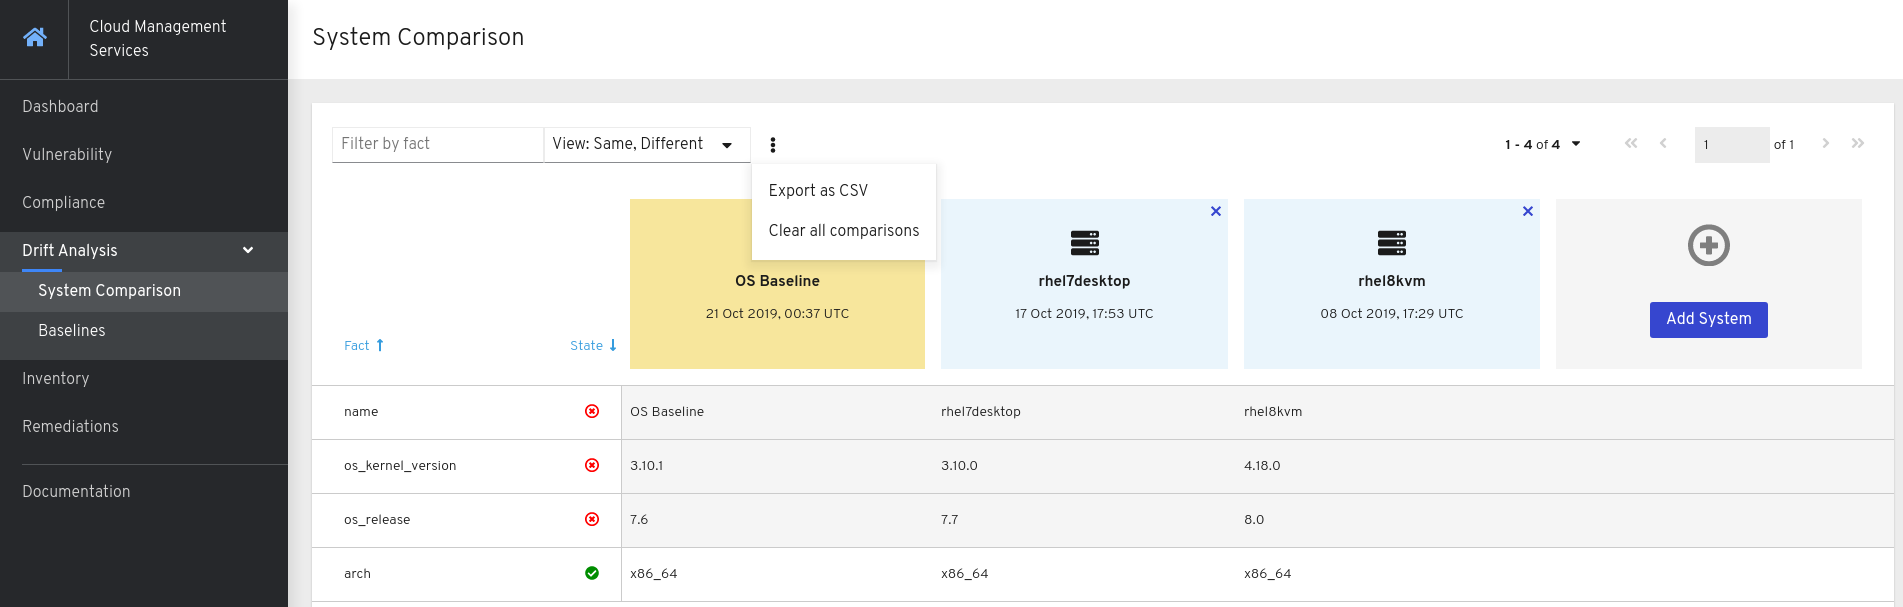 Cloud Management
Services
System Comparison
Dashboard
Vulnerability
Compliance
Drift Analysis
System Comparison
Baselines
Inventory
Remediations
Documentation
Filter by fact
View: Same, Different
1 - 4 of 4
1
of 1
Export as CSV
Clear all comparisons
OS Baseline
21 Oct 2019, 00:37 UTC
rhel7desktop
17 Oct 2019, 17:53 UTC
rhel8kvm
08 Oct 2019, 17:29 UTC
Add System
Fact State
name OS Baseline rhel7desktop rhel8kvm
os_kernel_version 3.10.1 3.10.0 4.18.0
os_release 7.6 7.7 8.0
arch x86_64 x86_64 x86_64